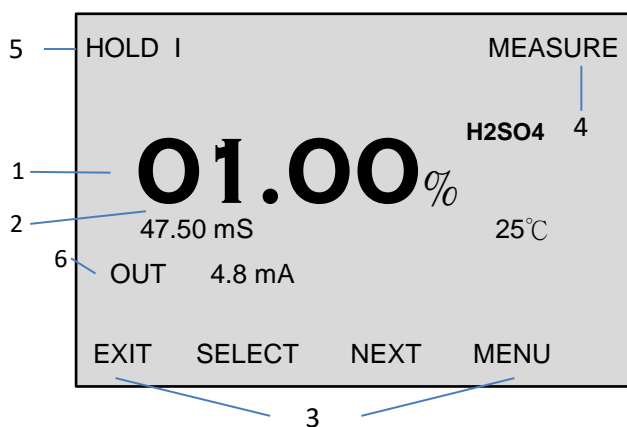 5 HOLD I MEASURE
H2SO4 4
1 01.00%
2
47.50 mS 25℃
6
OUT 4.8 mA
EXIT SELECT NEXT MENU
3